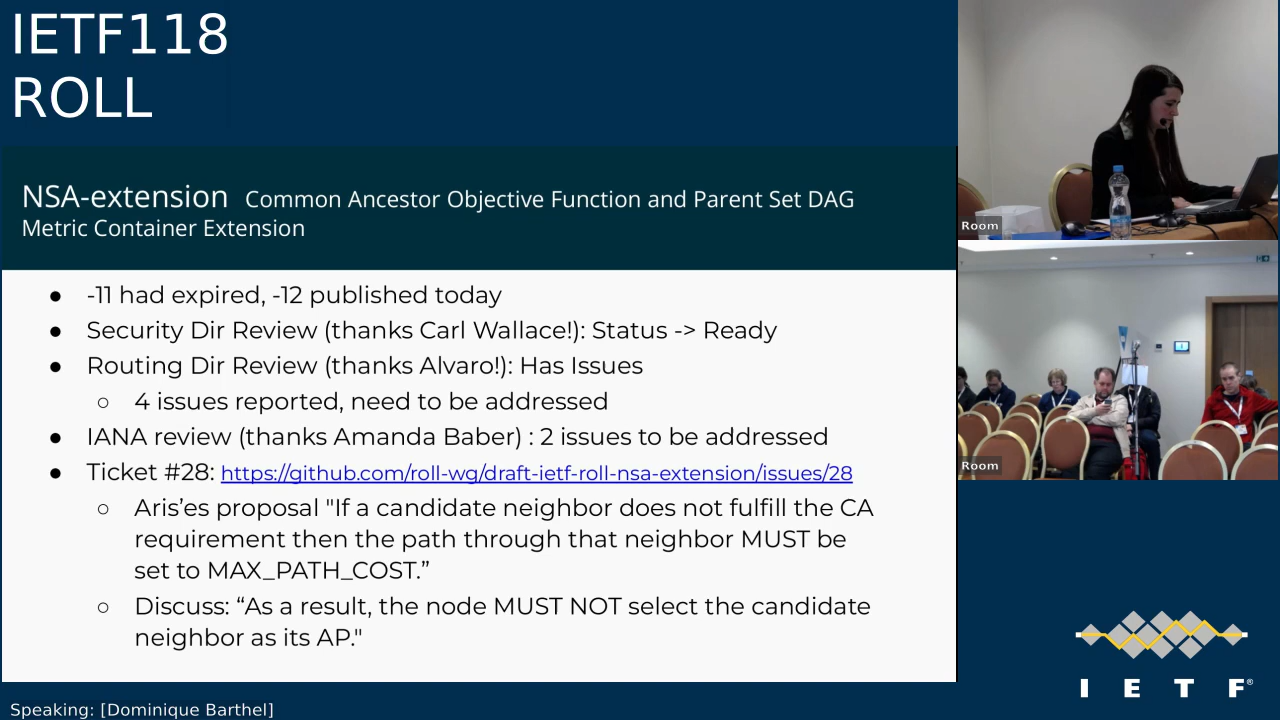 IETF118
ROLL
NSA-extension Common Ancestor Objective Function and Parent Set DAG
Metric Container Extension
● -11 had expired, -12 published today
● Security Dir Review (thanks Carl Wallace!): Status -> Ready
● Routing Dir Review (thanks Alvaro!): Has Issues
○ 4 issues reported, need to be addressed
● IANA review (thanks Amanda Baber) : 2 issues to be addressed
● Ticket #28: https://github.com/roll-wg/draft-ietf-roll-nsa-extension/issues/28
○ Aris’es proposal "If a candidate neighbor does not fulfill the CA
requirement then the path through that neighbor MUST be
set to MAX_PATH_COST.”
○ Discuss: “As a result, the node MUST NOT select the candidate
neighbor as its AP."
Room
Room
I E T F®
Speaking: [Dominique Barthel]